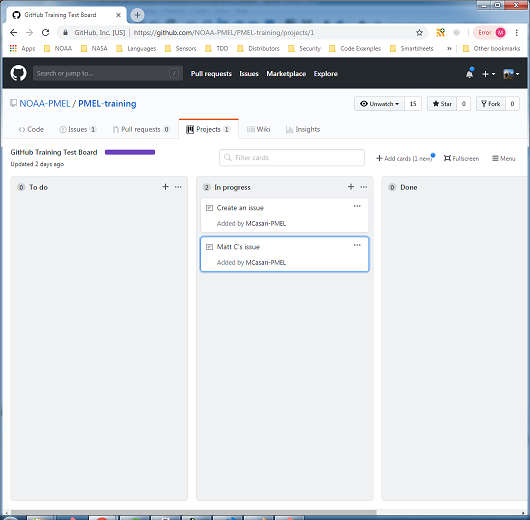 GitHub Training Test Board
GitHub, Inc. [US] | https://github.com/NOAA-PMEL/PMEL-training/projects/1
Error M
Apps NOAA NASA Languages Sensors TDD Distributors Security Code Examples Smartsheets » Other bookmarks
Search or jump to... /
Pull requests Issues Marketplace Explore
NOAA-PMEL / PMEL-training
Unwatch 15 Star 0 Fork 0
Code Issues 1 Pull requests 0 Projects 1 Wiki Insights
GitHub Training Test Board
Updated 2 days ago
Filter cards
Add cards (1 new) Fullscreen Menu
0 To do
2 In progress
Create an issue
Added by MCasari-PMEL
Matt C's issue
Added by MCasari-PMEL
0 Done